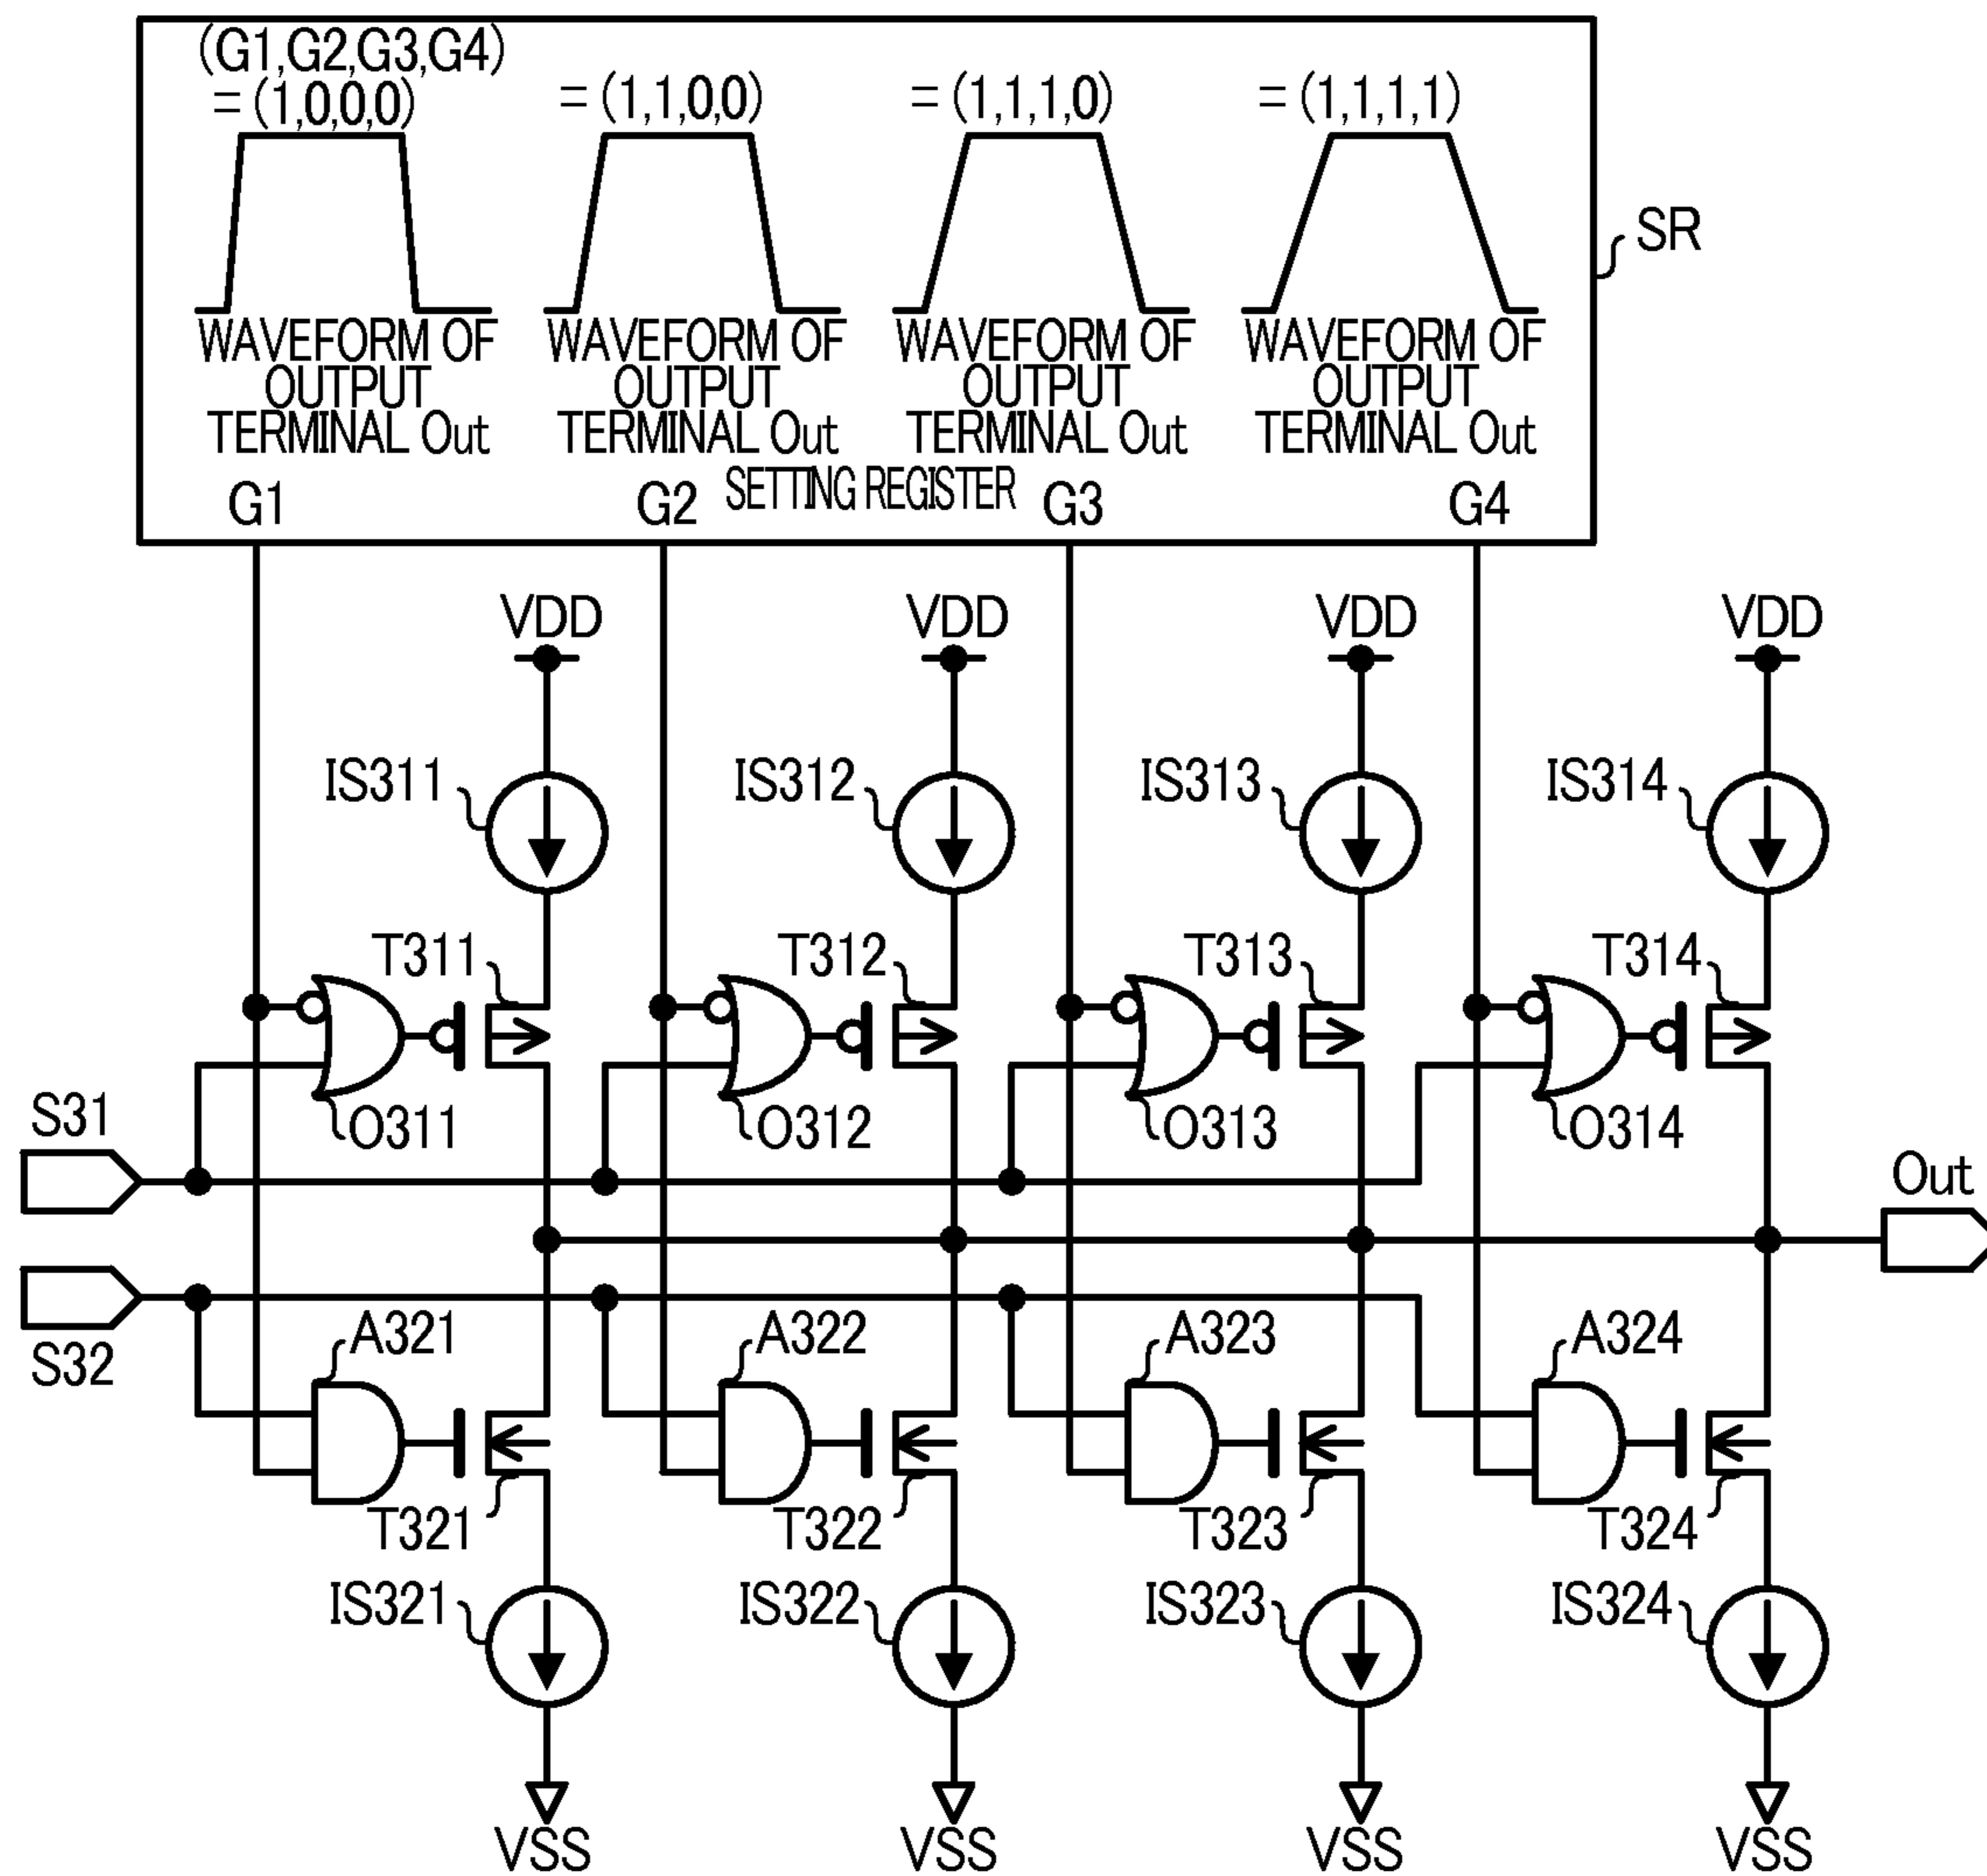 (G1,G2,G3,G4)
=(1,0,0,0) =(1,1,0,0) =(1,1,1,0) =(1,1,1,1)
SR
WAVEFORM OF
OUTPUT
TERMINAL Out
WAVEFORM OF
OUTPUT
TERMINAL Out
WAVEFORM OF
OUTPUT
TERMINAL Out
WAVEFORM OF
OUTPUT
TERMINAL Out
SETTING REGISTER
G1 G2 G3 G4
VDD VDD VDD VDD
IS311 IS312 IS313 IS314
T311 T312 T313 T314
S31
O311 O312 O313 O314
Out
S32
A321 A322 A323 A324
T321 T322 T323 T324
IS321 IS322 IS323 IS324
VSS VSS VSS VSS